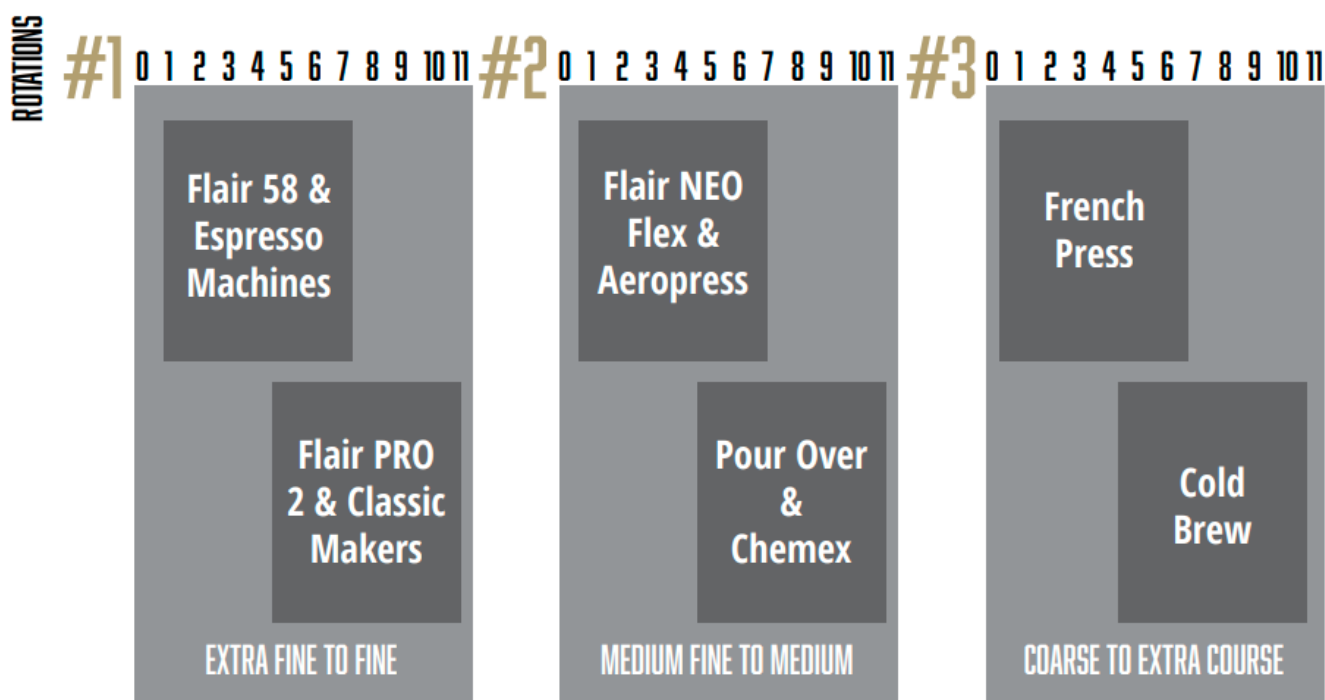 ROTATIONS
#1 0 1 2 3 4 5 6 7 8 9 10 11
#2 0 1 2 3 4 5 6 7 8 9 10 11
#3 0 1 2 3 4 5 6 7 8 9 10 11
Flair 58 &
Espresso
Machines
Flair PRO
2 & Classic
Makers
EXTRA FINE TO FINE
Flair NEO
Flex &
Aeropress
Pour Over
&
Chemex
MEDIUM FINE TO MEDIUM
French
Press
Cold
Brew
COARSE TO EXTRA COURSE